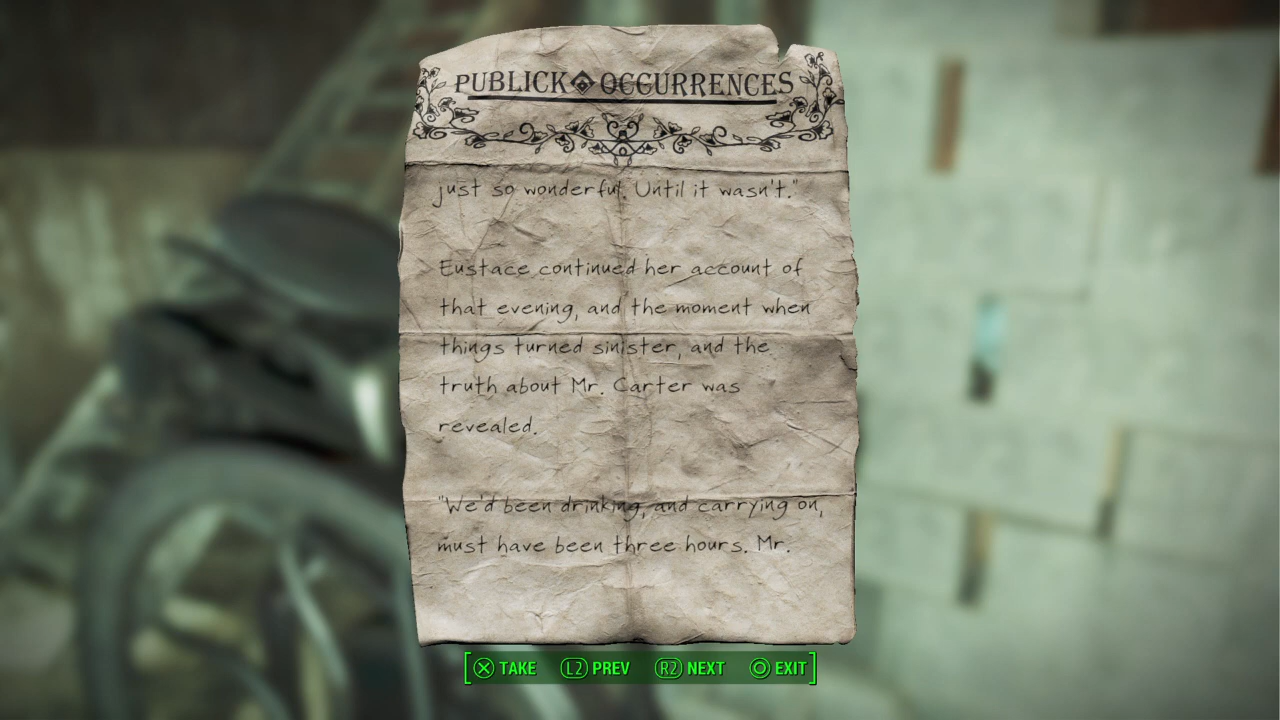 PUBLICK OCCURRENCES
just so wonderful. Until it wasn't."
Eustace continued her account of
that evening, and the moment when
things turned sinister, and the
truth about Mr. Carter was
revealed.
"We'd been drinking, and carrying on,
must have been three hours. Mr.
TAKE L2 PREV R2 NEXT EXIT